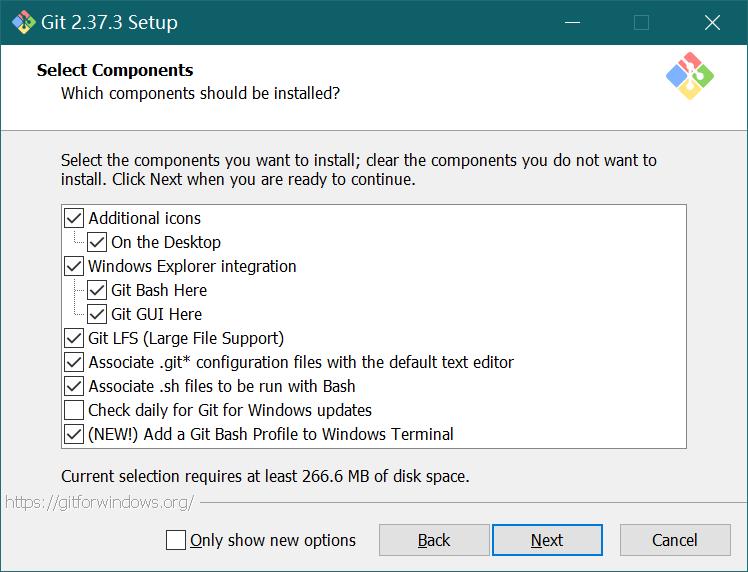 Git 2.37.3 Setup
Select Components
Which components should be installed?
Select the components you want to install; clear the components you do not want to
install. Click Next when you are ready to continue.
Additional icons
On the Desktop
Windows Explorer integration
Git Bash Here
Git GUI Here
Git LFS (Large File Support)
Associate .git* configuration files with the default text editor
Associate .sh files to be run with Bash
Check daily for Git for Windows updates
(NEW!) Add a Git Bash Profile to Windows Terminal
Current selection requires at least 266.6 MB of disk space.
https://gitforwindows.org/
Only show new options Back Next Cancel